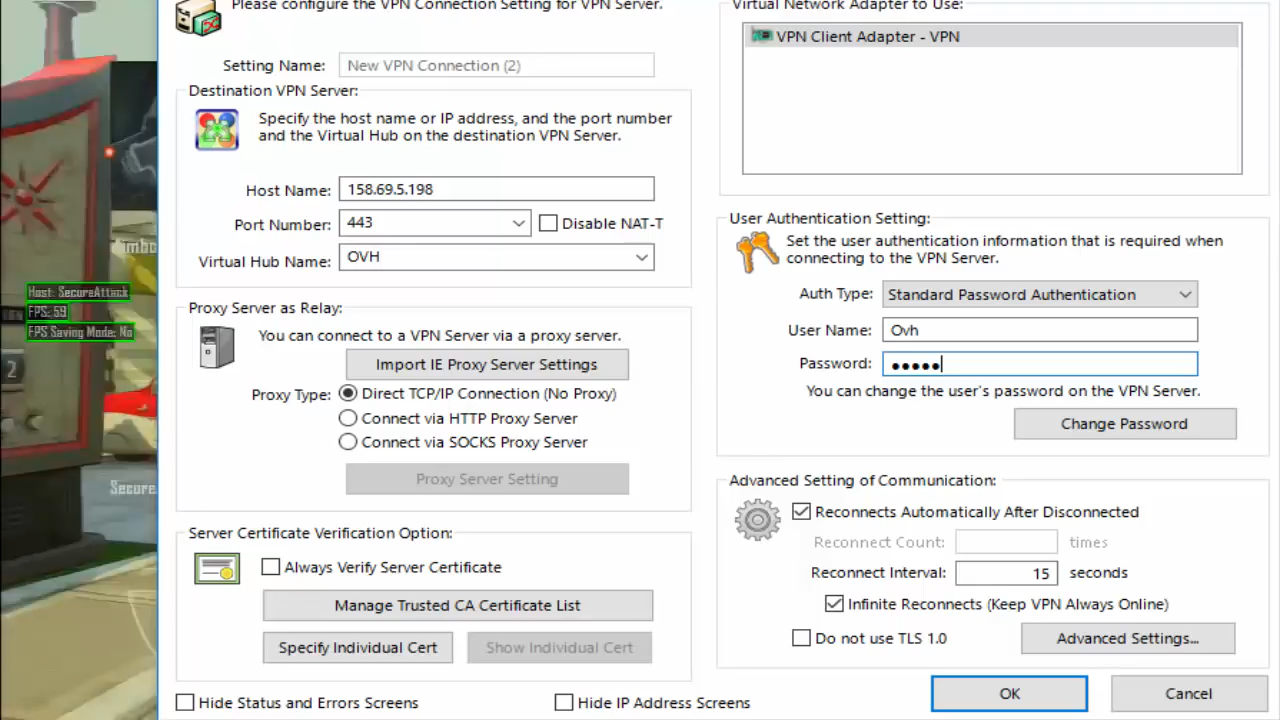 Please configure the VPN Connection Setting for VPN Server.
Setting Name: New VPN Connection (2)
Destination VPN Server:
Specify the host name or IP address, and the port number
and the Virtual Hub on the destination VPN Server.
Host Name: 158.69.5.198
Port Number: 443 Disable NAT-T
Virtual Hub Name: OVH
Proxy Server as Relay:
You can connect to a VPN Server via a proxy server.
Import IE Proxy Server Settings
Proxy Type: Direct TCP/IP Connection (No Proxy)
Connect via HTTP Proxy Server
Connect via SOCKS Proxy Server
Proxy Server Setting
Server Certificate Verification Option:
Always Verify Server Certificate
Manage Trusted CA Certificate List
Specify Individual Cert Show Individual Cert
Hide Status and Errors Screens Hide IP Address Screens
Virtual Network Adapter to Use:
VPN Client Adapter - VPN
User Authentication Setting:
Set the user authentication information that is required when
connecting to the VPN Server.
Auth Type: Standard Password Authentication
User Name: Ovh
Password: •••••
You can change the user's password on the VPN Server.
Change Password
Advanced Setting of Communication:
Reconnects Automatically After Disconnected
Reconnect Count: times
Reconnect Interval: 15 seconds
Infinite Reconnects (Keep VPN Always Online)
Do not use TLS 1.0 Advanced Settings...
OK Cancel
Host: SecureAttack
FPS: 59
FPS Saving Mode: No
2
Secure